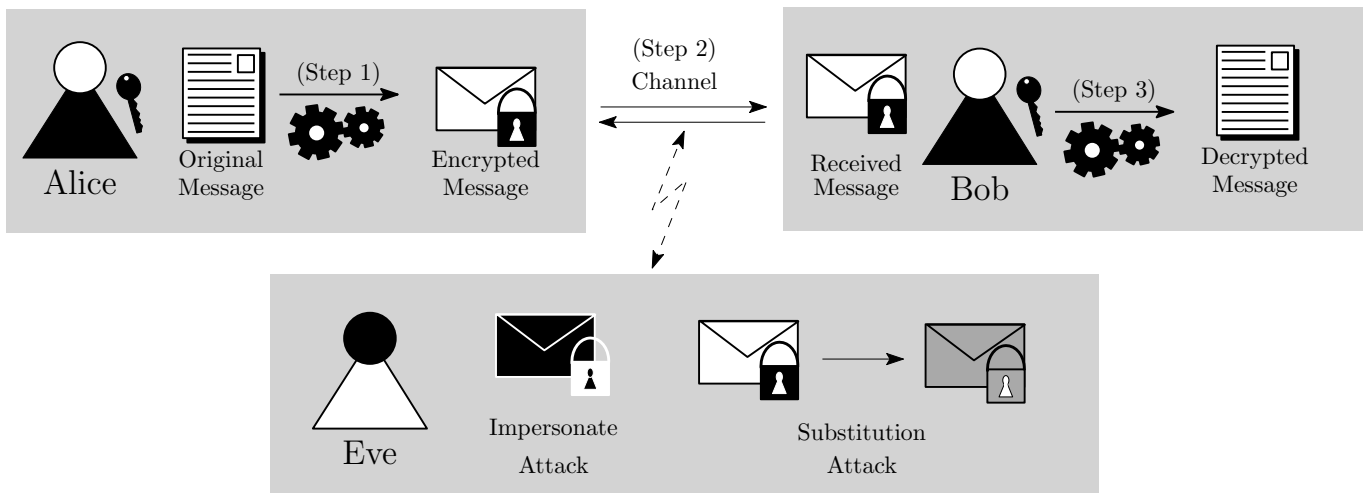 (Step 1)
Original
Message
Encrypted
Message
Alice
(Step 2)
Channel
Received
Message
Bob
(Step 3)
Decrypted
Message
Eve
Impersonate
Attack
Substitution
Attack